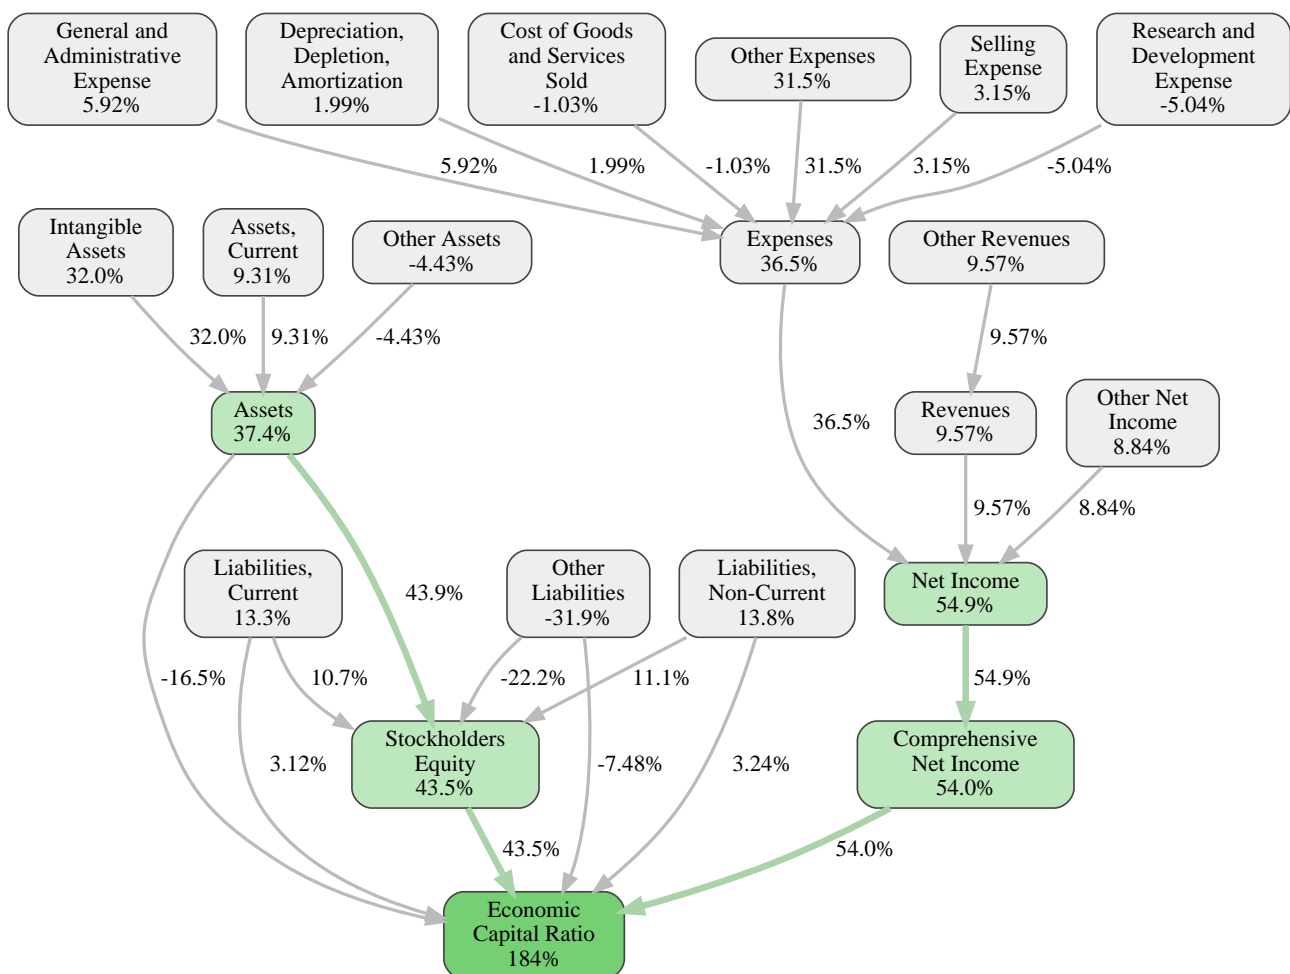 General and
Administrative
Expense
5.92%
Depreciation,
Depletion,
Amortization
1.99%
Cost of Goods
and Services
Sold
-1.03%
Other Expenses
31.5%
Selling
Expense
3.15%
Research and
Development
Expense
-5.04%
5.92%
1.99%
-1.03%
31.5%
3.15%
-5.04%
Intangible
Assets
32.0%
Assets,
Current
9.31%
Other Assets
-4.43%
Expenses
36.5%
Other Revenues
9.57%
32.0%
9.31%
-4.43%
9.57%
Assets
37.4%
36.5%
Revenues
9.57%
Other Net
Income
8.84%
9.57%
8.84%
Liabilities,
Current
13.3%
43.9%
Other
Liabilities
-31.9%
Liabilities,
Non-Current
13.8%
Net Income
54.9%
-16.5%
10.7%
-22.2%
11.1%
54.9%
3.12%
Stockholders
Equity
43.5%
-7.48%
3.24%
Comprehensive
Net Income
54.0%
43.5%
54.0%
Economic
Capital Ratio
184%